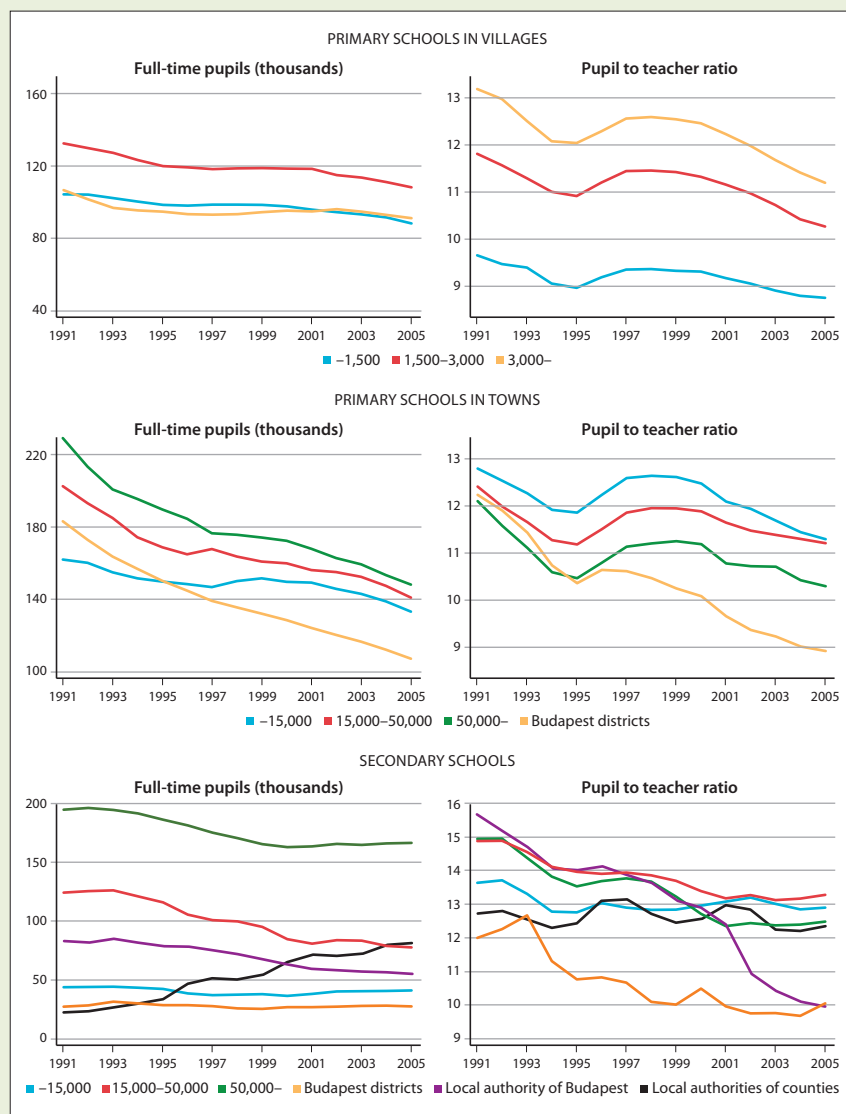 PRIMARY SCHOOLS IN VILLAGES
Full-time pupils (thousands)
160
120
80
40
1991 1993 1995 1997 1999 2001 2003 2005
Pupil to teacher ratio
13
12
11
10
9
1991 1993 1995 1997 1999 2001 2003 2005
–1,500 1,500–3,000 3,000–
PRIMARY SCHOOLS IN TOWNS
Full-time pupils (thousands)
220
180
140
100
1991 1993 1995 1997 1999 2001 2003 2005
Pupil to teacher ratio
13
12
11
10
9
1991 1993 1995 1997 1999 2001 2003 2005
–15,000 15,000–50,000 50,000– Budapest districts
SECONDARY SCHOOLS
Full-time pupils (thousands)
200
150
100
50
0
1991 1993 1995 1997 1999 2001 2003 2005
Pupil to teacher ratio
16
15
14
13
12
11
10
9
1991 1993 1995 1997 1999 2001 2003 2005
–15,000 15,000–50,000 50,000– Budapest districts Local authority of Budapest Local authorities of counties